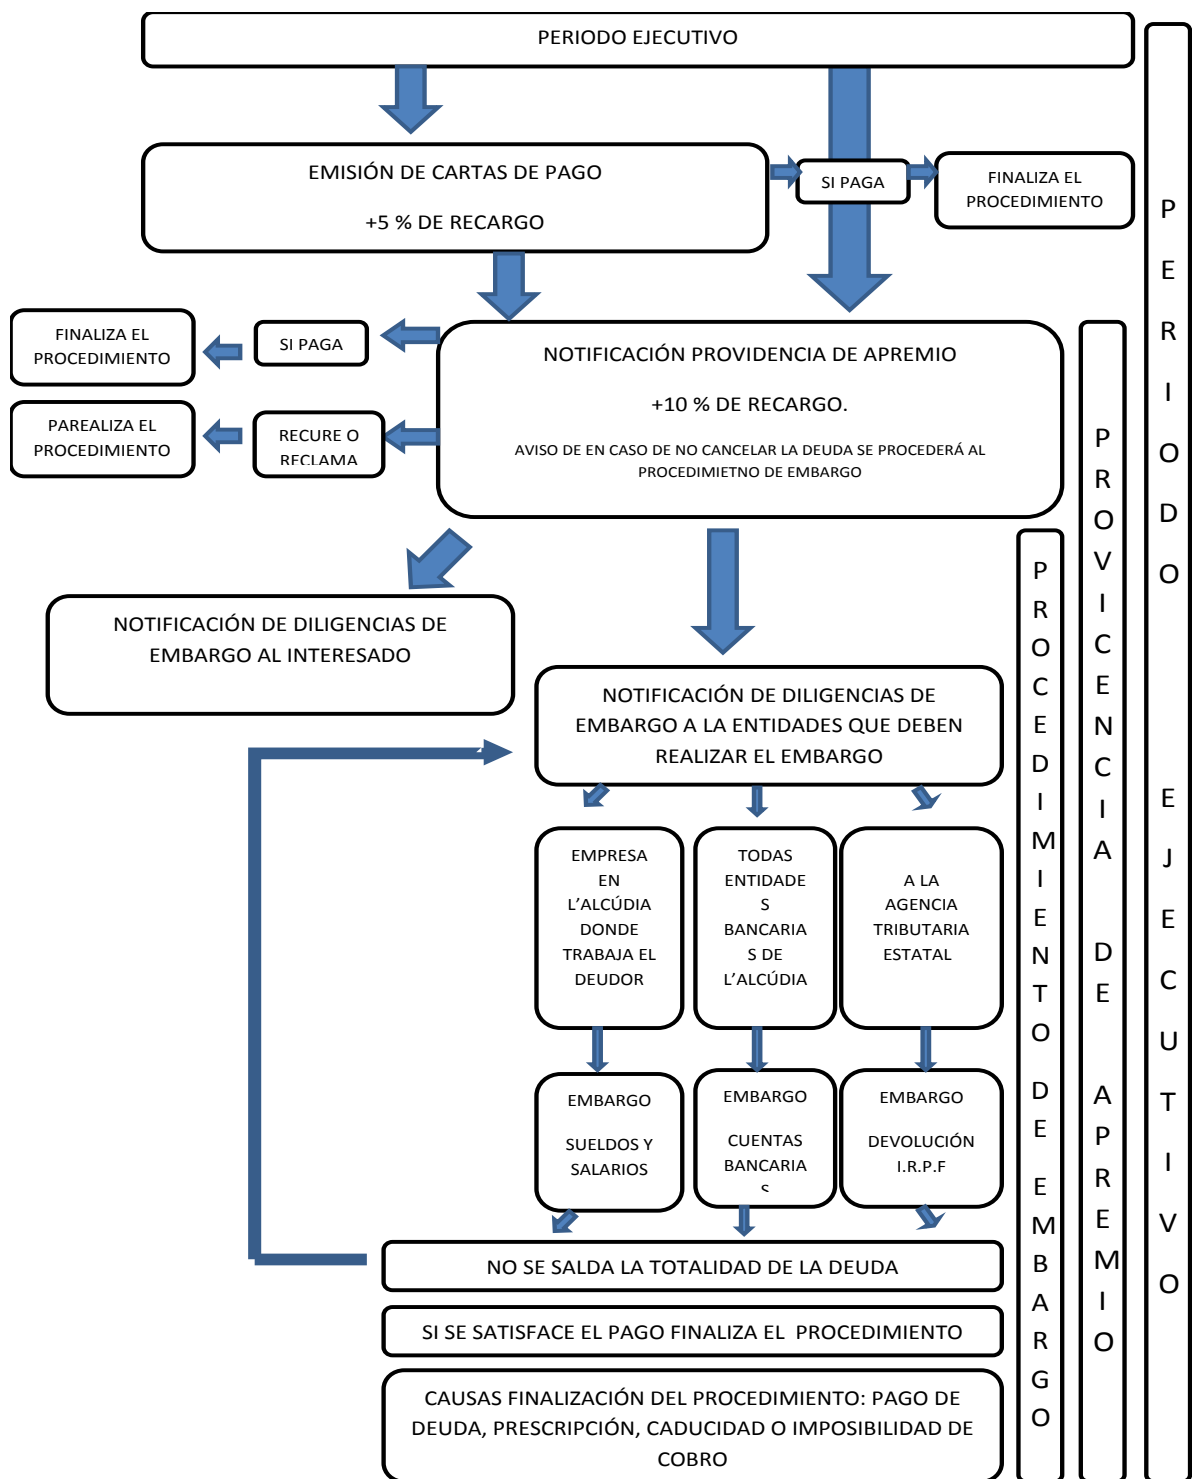 PERIODO EJECUTIVO
EMISIÓN DE CARTAS DE PAGO
+5 % DE RECARGO
SI PAGA
FINALIZA EL
PROCEDIMIENTO
NOTIFICACIÓN PROVIDENCIA DE APREMIO
+10 % DE RECARGO.
AVISO DE EN CASO DE NO CANCELAR LA DEUDA SE PROCEDERÁ AL
PROCEDIMIETNO DE EMBARGO
SI PAGA
FINALIZA EL
PROCEDIMIENTO
RECURE O
RECLAMA
PAREALIZA EL
PROCEDIMIENTO
NOTIFICACIÓN DE DILIGENCIAS DE
EMBARGO AL INTERESADO
NOTIFICACIÓN DE DILIGENCIAS DE
EMBARGO A LA ENTIDADES QUE DEBEN
REALIZAR EL EMBARGO
EMPRESA
EN
L'ALCÚDIA
DONDE
TRABAJA EL
DEUDOR
TODAS
ENTIDADE
S
BANCARIA
S DE
L'ALCÚDIA
A LA
AGENCIA
TRIBUTARIA
ESTATAL
EMBARGO
SUELDOS Y
SALARIOS
EMBARGO
CUENTAS
BANCARIA
S
EMBARGO
DEVOLUCIÓN
I.R.P.F
NO SE SALDA LA TOTALIDAD DE LA DEUDA
SI SE SATISFACE EL PAGO FINALIZA EL PROCEDIMIENTO
CAUSAS FINALIZACIÓN DEL PROCEDIMIENTO: PAGO DE
DEUDA, PRESCRIPCIÓN, CADUCIDAD O IMPOSIBILIDAD DE
COBRO
PROCEDIMIENTO DE EMBARGO
PROVICENCIA DE APREMIO
PERIODO EJECUTIVO